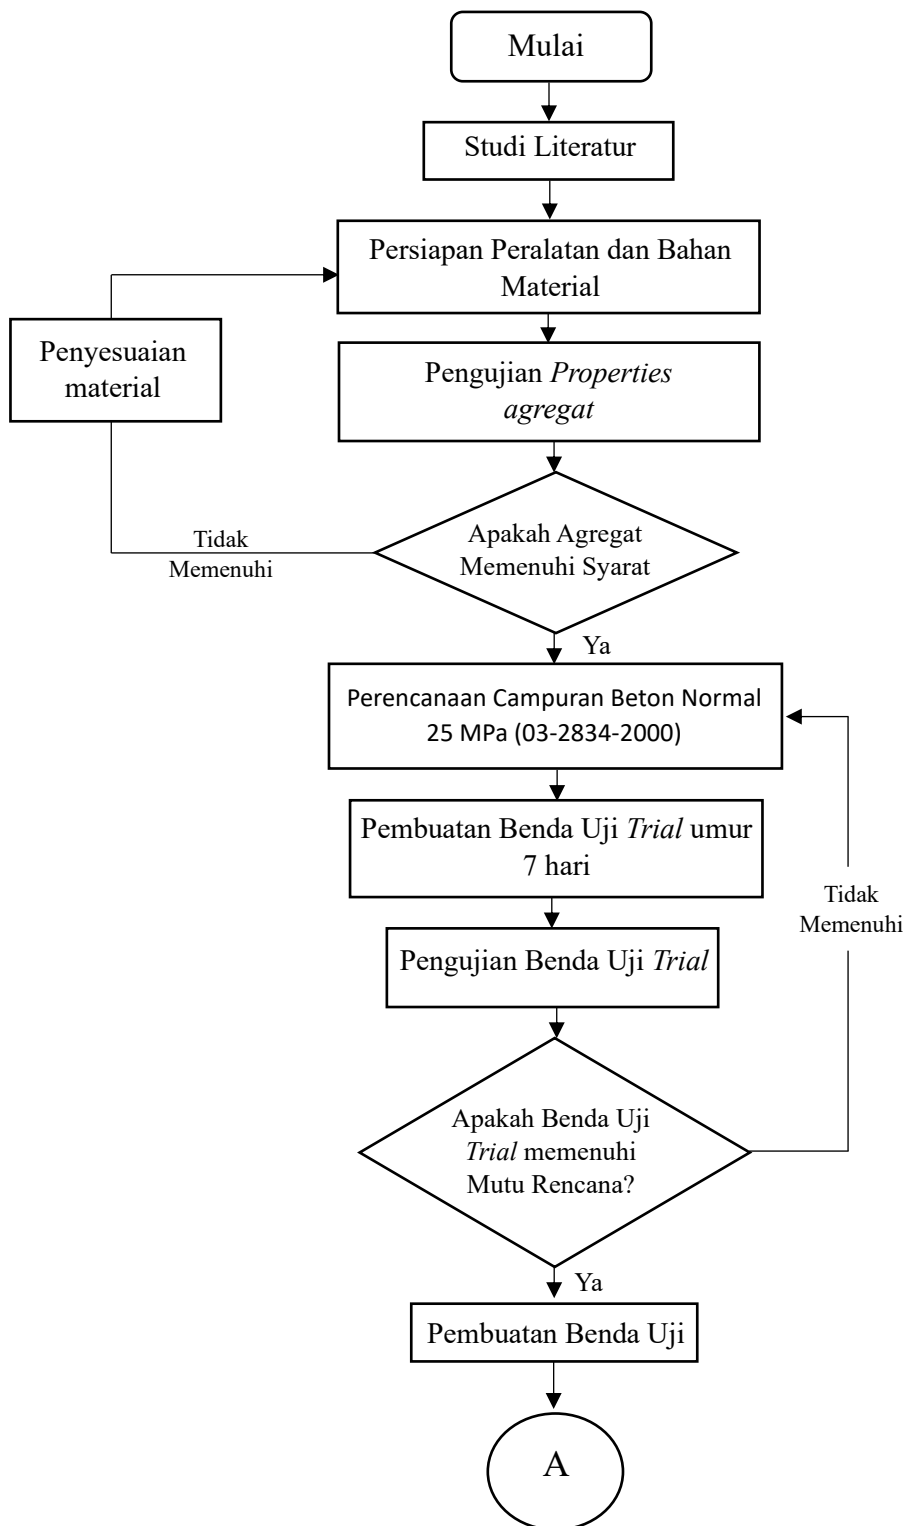 Mulai
Studi Literatur
Persiapan Peralatan dan Bahan
Material
Penyesuaian
material
Pengujian Properties
agregat
Apakah Agregat
Memenuhi Syarat
Tidak
Memenuhi
Ya
Perencanaan Campuran Beton Normal
25 MPa (03-2834-2000)
Pembuatan Benda Uji Trial umur
7 hari
Tidak
Memenuhi
Pengujian Benda Uji Trial
Apakah Benda Uji
Trial memenuhi
Mutu Rencana?
Ya
Pembuatan Benda Uji
A